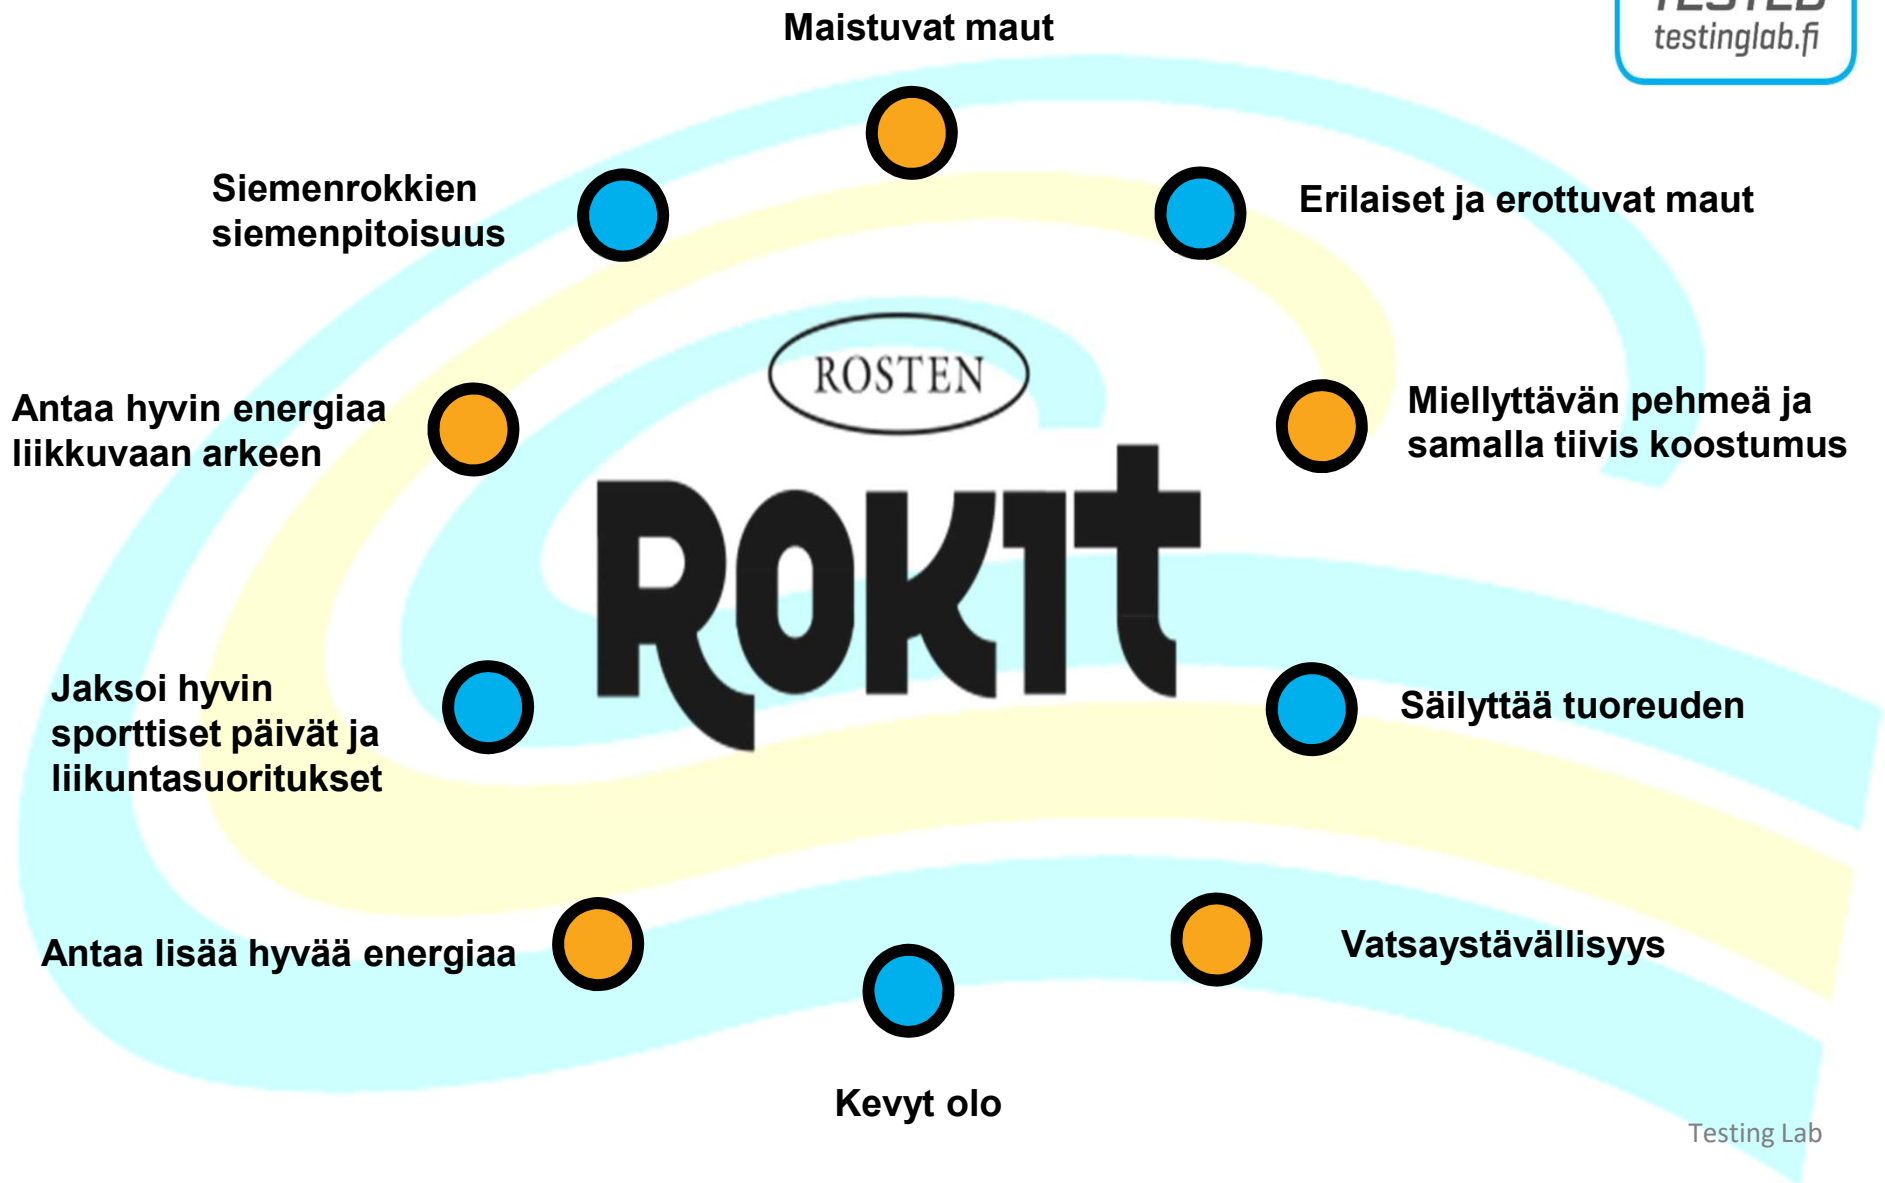 Maistuvat maut
TESTED
testinglab.fi
Siemenrokkien
siemenpitoisuus
Erilaiset ja erottuvat maut
ROSTEN
Antaa hyvin energiaa
liikkuvaan arkeen
Miellyttävän pehmeä ja
samalla tiivis koostumus
ROKIT
Jaksoi hyvin
sporttiset päivät ja
liikuntasuoritukset
Säilyttää tuoreuden
Antaa lisää hyvää energiaa
Vatsaystävällisyys
Kevyt olo
Testing Lab